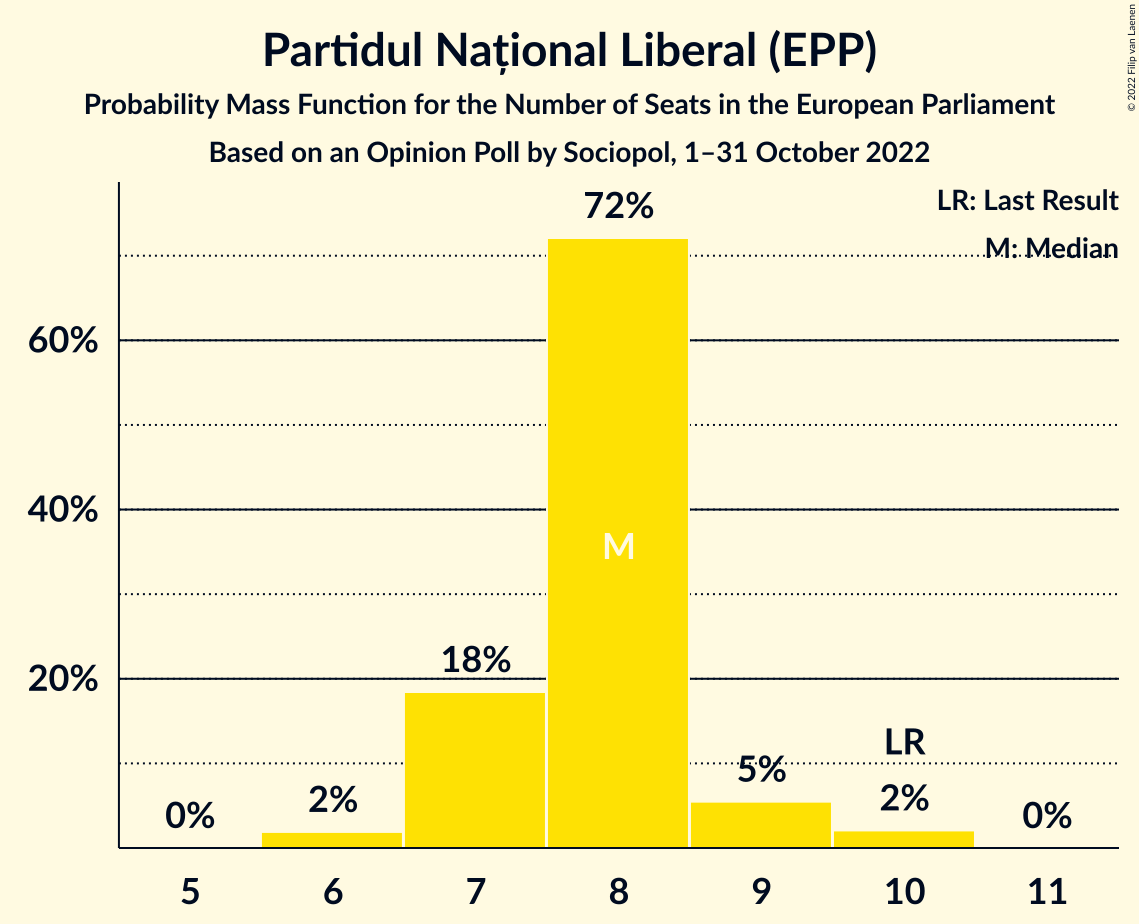 Partidul Național Liberal (EPP)
Probability Mass Function for the Number of Seats in the European Parliament
Based on an Opinion Poll by Sociopol, 1–31 October 2022
© 2022 Filip van Laenen
LR: Last Result
M: Median
72%
60%
40%
M
18%
20%
LR
5%
2%
2%
0%
0%
5 6 7 8 9 10 11